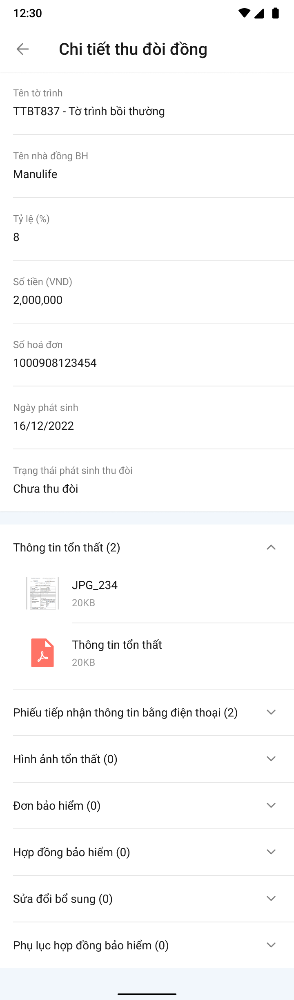 12:30
Chi tiết thu đòi đồng
Tên tờ trình
TTBT837 - Tờ trình bồi thường
Tên nhà đồng BH
Manulife
Tỷ lệ (%)
8
Số tiền (VND)
2,000,000
Số hoá đơn
1000908123454
Ngày phát sinh
16/12/2022
Trạng thái phát sinh thu đòi
Chưa thu đòi
Thông tin tổn thất (2)
JPG_234
20KB
Thông tin tổn thất
20KB
Phiếu tiếp nhận thông tin bằng điện thoại (2)
Hình ảnh tổn thất (0)
Đơn bảo hiểm (0)
Hợp đồng bảo hiểm (0)
Sửa đổi bổ sung (0)
Phụ lục hợp đồng bảo hiểm (0)